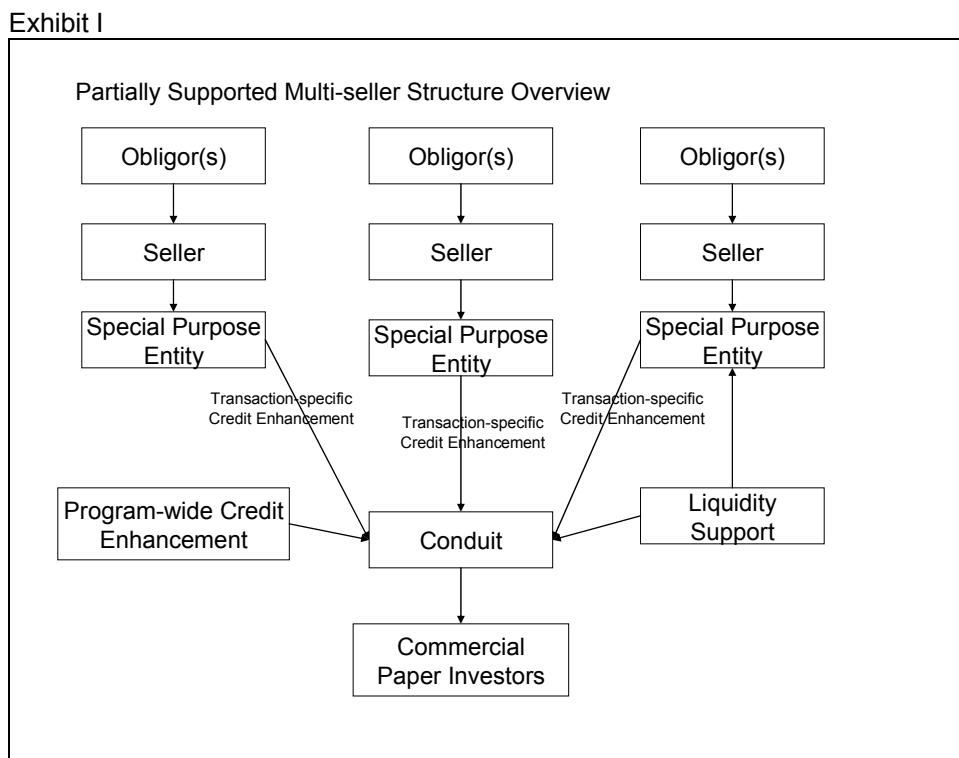 Exhibit I
Partially Supported Multi-seller Structure Overview
Obligor(s)
Obligor(s)
Obligor(s)
Seller
Seller
Seller
Special Purpose
Entity
Special Purpose
Entity
Special Purpose
Entity
Transaction-specific
Credit Enhancement
Transaction-specific
Credit Enhancement
Transaction-specific
Credit Enhancement
Program-wide Credit
Enhancement
Conduit
Liquidity
Support
Commercial
Paper Investors